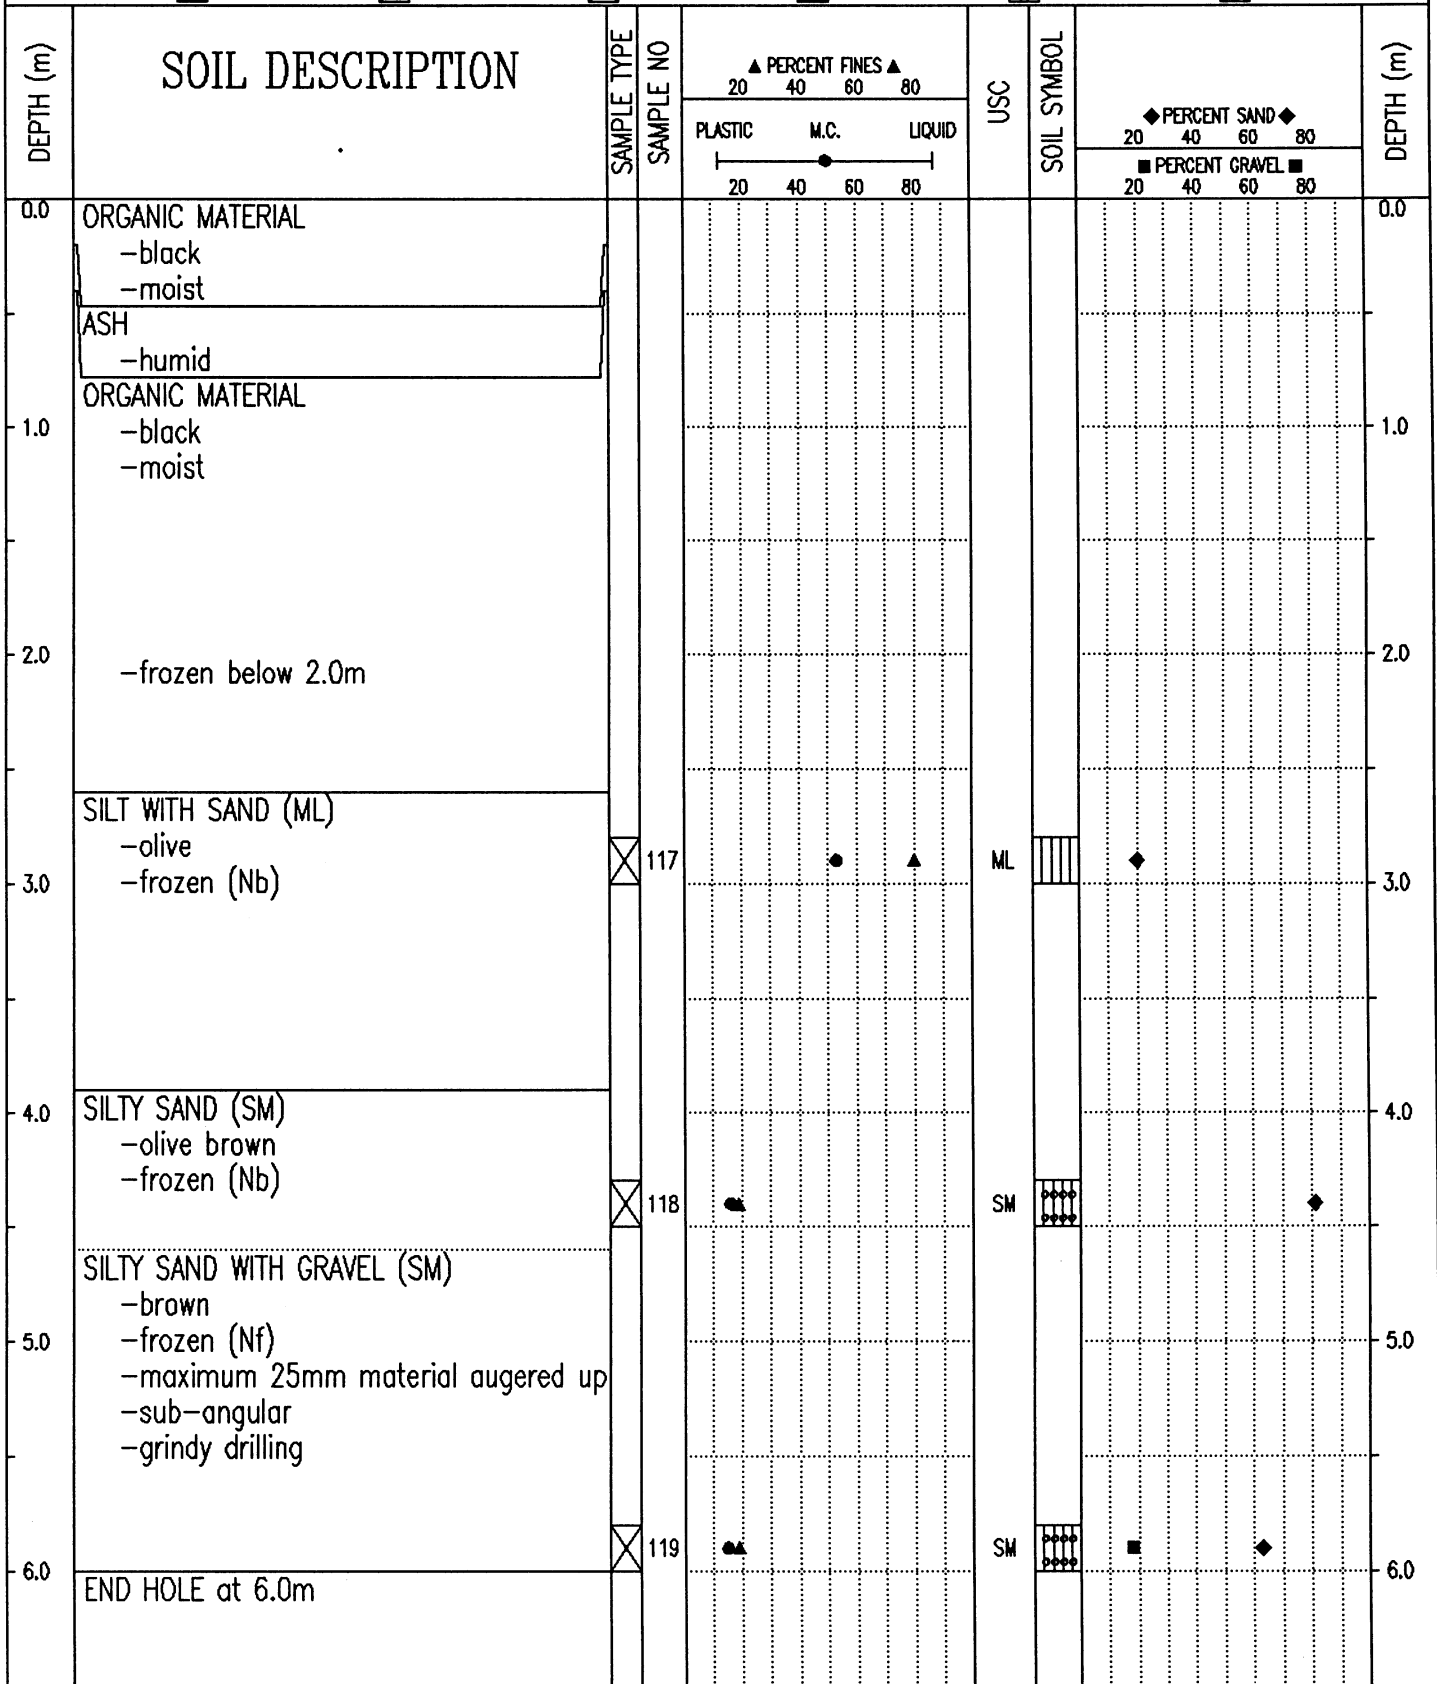 DEPTH (m)
SOIL DESCRIPTION
SAMPLE TYPE
SAMPLE NO
▲ PERCENT FINES ▲
20 40 60 80
PLASTIC M.C. LIQUID
20 40 60 80
USC
SOIL SYMBOL
◆ PERCENT SAND ◆
20 40 60 80
■ PERCENT GRAVEL ■
20 40 60 80
DEPTH (m)
0.0 0.0
ORGANIC MATERIAL
-black
-moist
ASH
-humid
ORGANIC MATERIAL
1.0 -black 1.0
-moist
2.0 2.0
-frozen below 2.0m
SILT WITH SAND (ML)
-olive 117 ML
3.0 -frozen (Nb) 3.0
4.0 SILTY SAND (SM) 4.0
-olive brown
-frozen (Nb)
118 SM
SILTY SAND WITH GRAVEL (SM)
-brown
5.0 -frozen (Nf) 5.0
-maximum 25mm material augered up
-sub-angular
-grindy drilling
119 SM
6.0 6.0
END HOLE at 6.0m